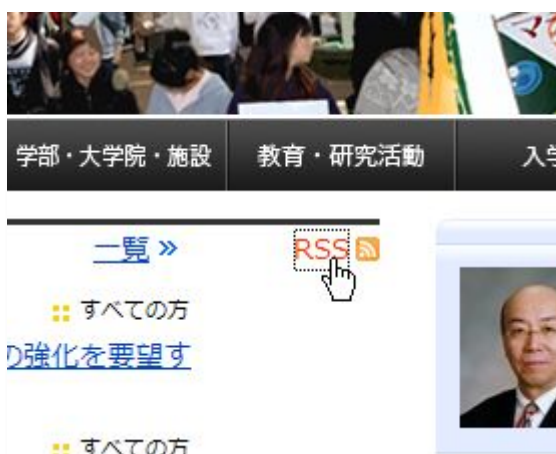 学部・大学院・施設 教育・研究活動 入学
一覧 » RSS
すべての方
の強化を要望す
すべての方